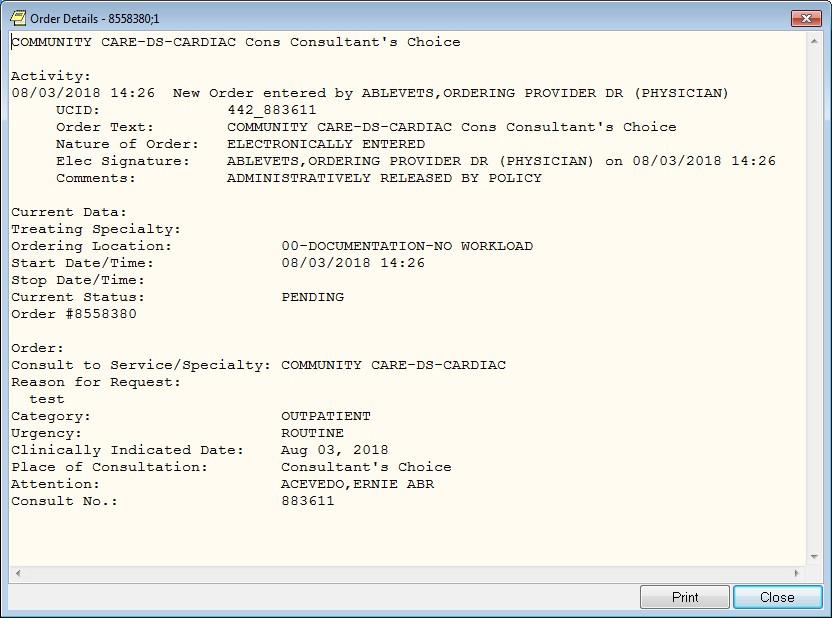 Order Details - 8558380;1
COMMUNITY CARE-DS-CARDIAC Cons Consultant's Choice
Activity:
08/03/2018 14:26  New Order entered by ABLEVETS,ORDERING PROVIDER DR (PHYSICIAN)
UCID: 442_883611
Order Text: COMMUNITY CARE-DS-CARDIAC Cons Consultant's Choice
Nature of Order: ELECTRONICALLY ENTERED
Elec Signature: ABLEVETS,ORDERING PROVIDER DR (PHYSICIAN) on 08/03/2018 14:26
Comments: ADMINISTRATIVELY RELEASED BY POLICY
Current Data:
Treating Specialty:
Ordering Location: 00-DOCUMENTATION-NO WORKLOAD
Start Date/Time: 08/03/2018 14:26
Stop Date/Time:
Current Status: PENDING
Order #8558380
Order:
Consult to Service/Specialty: COMMUNITY CARE-DS-CARDIAC
Reason for Request:
test
Category: OUTPATIENT
Urgency: ROUTINE
Clinically Indicated Date: Aug 03, 2018
Place of Consultation: Consultant's Choice
Attention: ACEVEDO,ERNIE ABR
Consult No.: 883611
Print Close